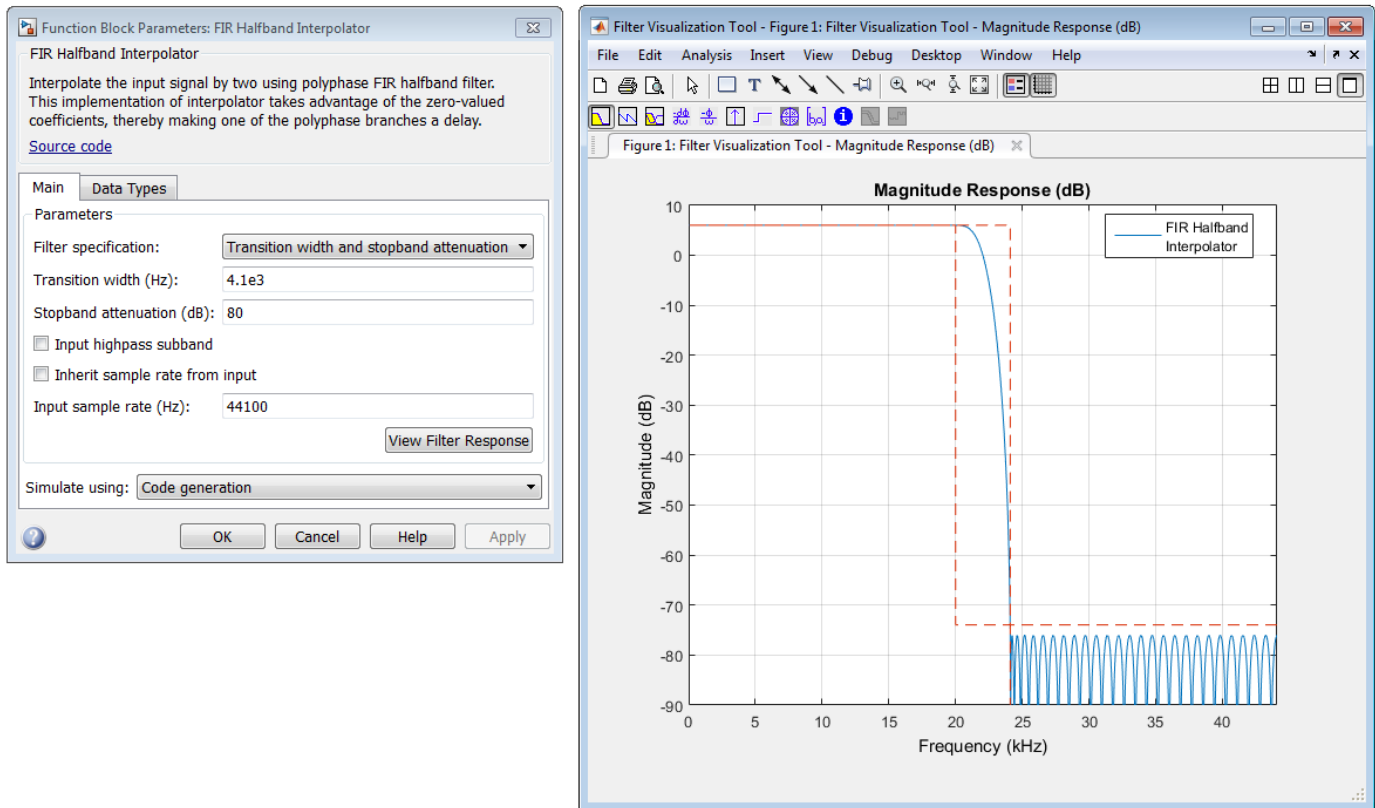 Function Block Parameters: FIR Halfband Interpolator
FIR Halfband Interpolator
Interpolate the input signal by two using polyphase FIR halfband filter.
This implementation of interpolator takes advantage of the zero-valued
coefficients, thereby making one of the polyphase branches a delay.
Source code
Main Data Types
Parameters
Filter specification: Transition width and stopband attenuation
Transition width (Hz): 4.1e3
Stopband attenuation (dB): 80
Input highpass subband
Inherit sample rate from input
Input sample rate (Hz): 44100
View Filter Response
Simulate using: Code generation
OK Cancel Help Apply
Filter Visualization Tool - Figure 1: Filter Visualization Tool - Magnitude Response (dB)
File Edit Analysis Insert View Debug Desktop Window Help
Figure 1: Filter Visualization Tool - Magnitude Response (dB)
Magnitude Response (dB)
FIR Halfband
Interpolator
10
0
-10
-20
-30
-40
-50
-60
-70
-80
-90
Magnitude (dB)
0 5 10 15 20 25 30 35 40
Frequency (kHz)